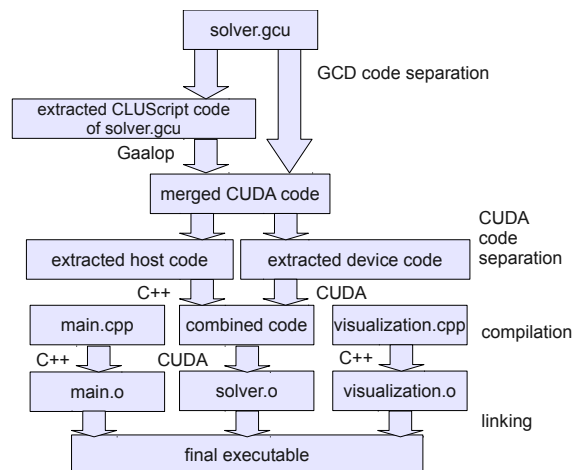 solver.gcu
GCD code separation
extracted CLUScript code
of solver.gcu
Gaalop
merged CUDA code
CUDA
code
separation
extracted host code
extracted device code
C++
CUDA
main.cpp
combined code
visualization.cpp
compilation
C++
CUDA
C++
main.o
solver.o
visualization.o
linking
final executable